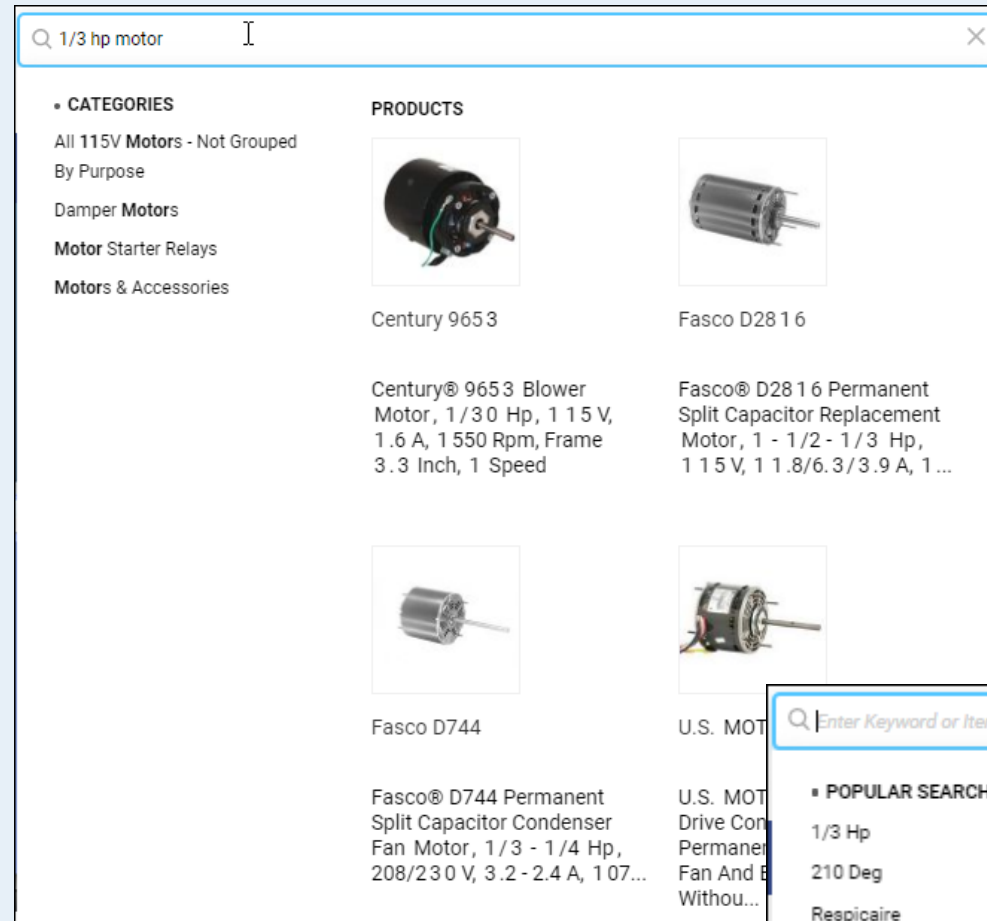 1/3 hp motor
CATEGORIES
All 115V Motors - Not Grouped
By Purpose
Damper Motors
Motor Starter Relays
Motors & Accessories
PRODUCTS
Century 9653
Century® 9653 Blower
Motor, 1/30 Hp, 115 V,
1.6 A, 1550 Rpm, Frame
3.3 Inch, 1 Speed
Fasco D2816
Fasco® D2816 Permanent
Split Capacitor Replacement
Motor, 1 - 1/2 - 1/3 Hp,
115 V, 11.8/6.3/3.9 A, 1...
Fasco D744
Fasco® D744 Permanent
Split Capacitor Condenser
Fan Motor, 1/3 - 1/4 Hp,
208/230 V, 3.2 - 2.4 A, 107...
U.S. MOT
U.S. MOT
Drive Con
Permaner
Fan And
Withou...
Enter Keyword or Ite
POPULAR SEARCH
1/3 Hp
210 Deg
Respicaire